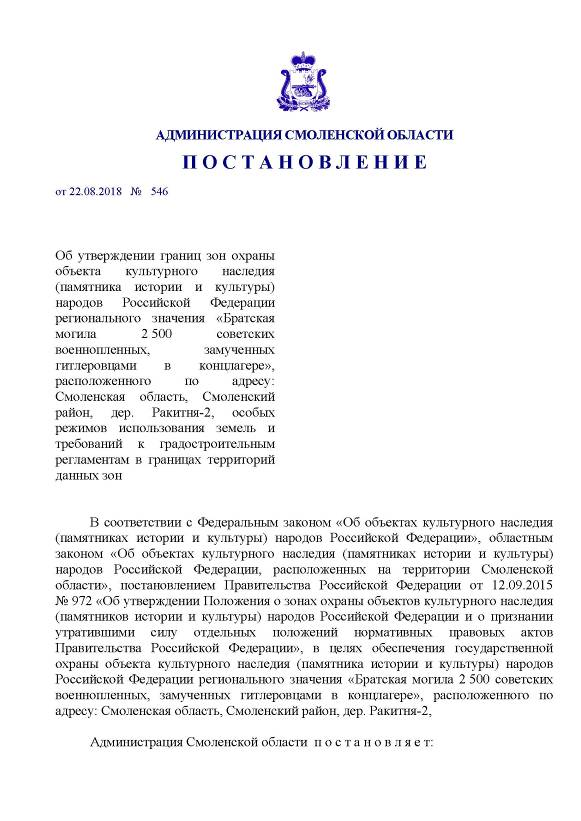 АДМИНИСТРАЦИЯ СМОЛЕНСКОЙ ОБЛАСТИ
П О С Т А Н О В Л Е Н И Е
от 22.08.2018 № 546
Об утверждении границ зон охраны
объекта культурного наследия
(памятника истории и культуры)
народов Российской Федерации
регионального значения «Братская
могила 2 500 советских
военнопленных, замученных
гитлеровцами в концлагере»,
расположенного по адресу:
Смоленская область, Смоленский
район, дер. Ракитня-2, особых
режимов использования земель и
требований к градостроительным
регламентам в границах территорий
данных зон
В соответствии с Федеральным законом «Об объектах культурного наследия
(памятниках истории и культуры) народов Российской Федерации», областным
законом «Об объектах культурного наследия (памятниках истории и культуры)
народов Российской Федерации, расположенных на территории Смоленской
области», постановлением Правительства Российской Федерации от 12.09.2015
№ 972 «Об утверждении Положения о зонах охраны объектов культурного наследия
(памятников истории и культуры) народов Российской Федерации и о признании
утратившими силу отдельных положений нормативных правовых актов
Правительства Российской Федерации», в целях обеспечения государственной
охраны объекта культурного наследия (памятника истории и культуры) народов
Российской Федерации регионального значения «Братская могила 2 500 советских
военнопленных, замученных гитлеровцами в концлагере», расположенного по
адресу: Смоленская область, Смоленский район, дер. Ракитня-2,
Администрация Смоленской области п о с т а н о в л я е т: